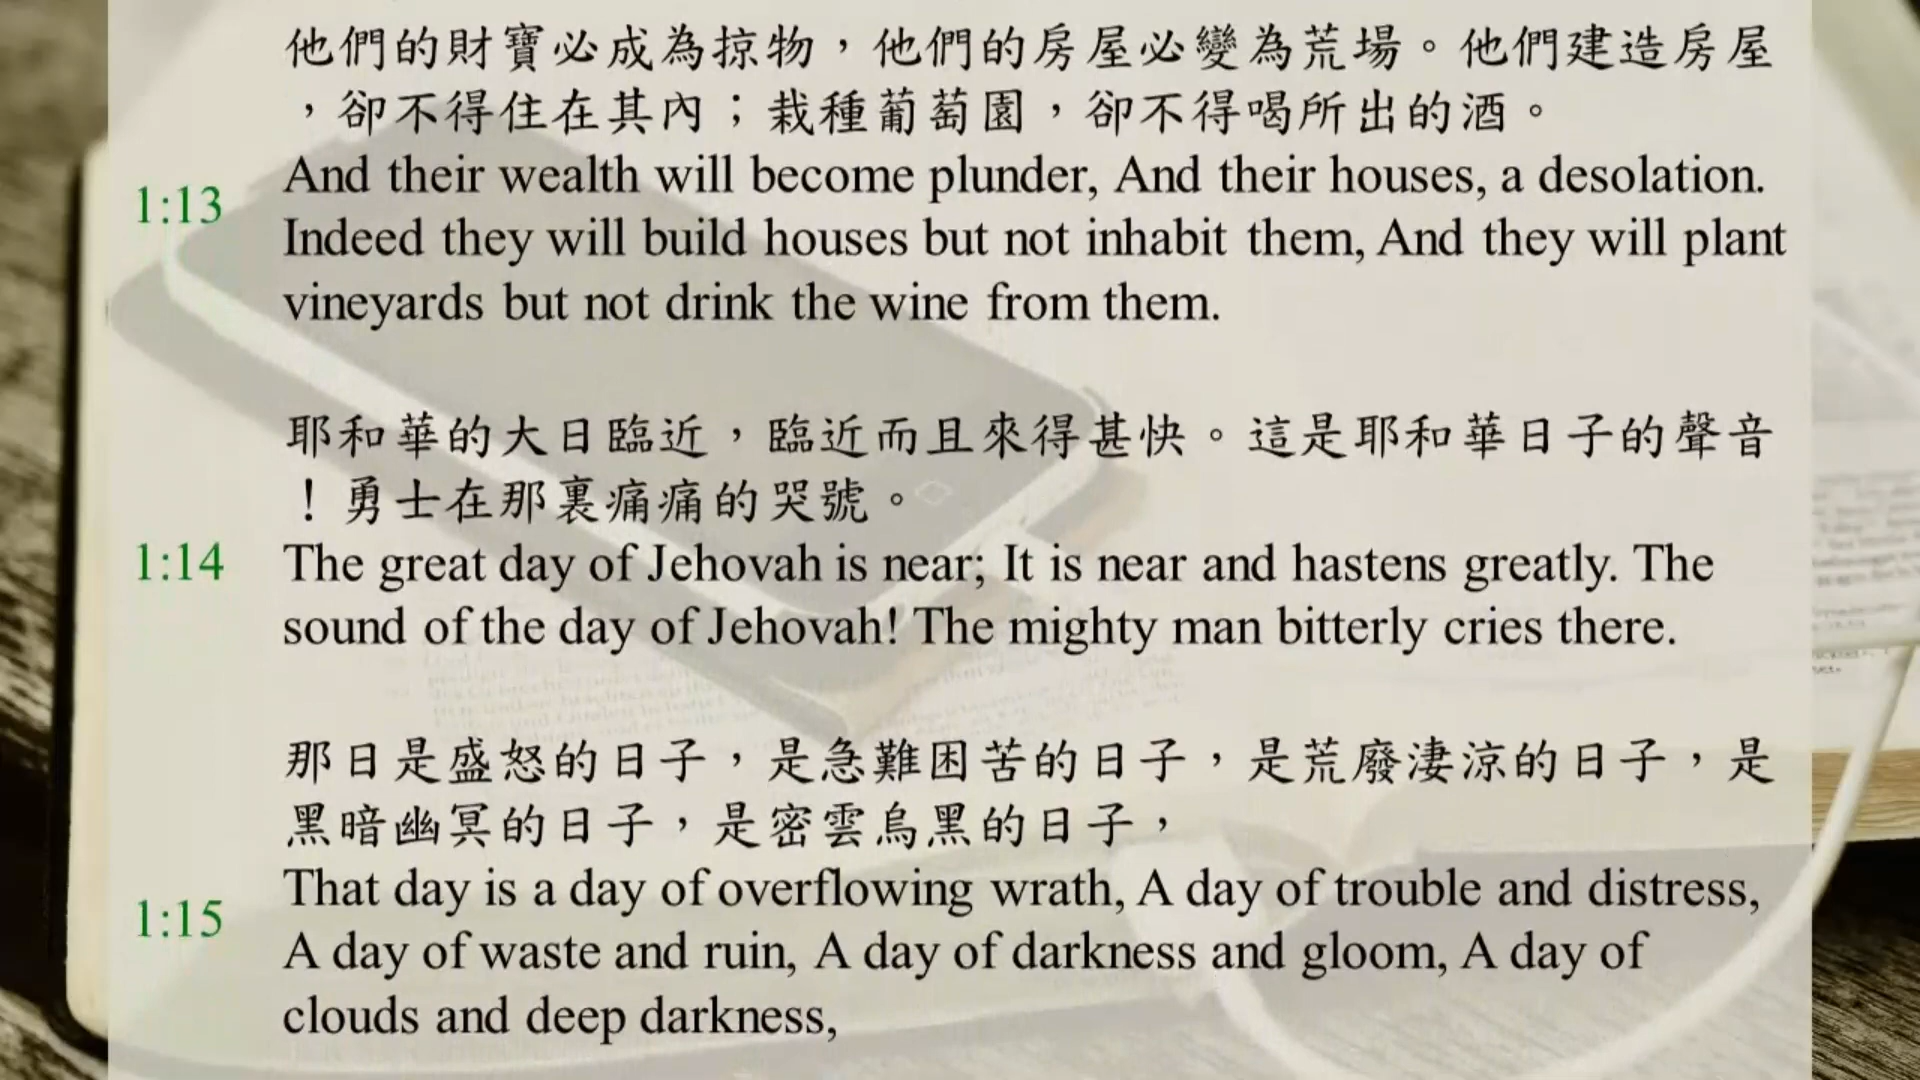 他們的財寶必成為掠物，他們的房屋必變為荒場。他們建造房屋
，卻不得住在其內；栽種葡萄園，卻不得喝所出的酒。
And their wealth will become plunder, And their houses, a desolation.
1:13
Indeed they will build houses but not inhabit them, And they will plant
vineyards but not drink the wine from them.
耶和華的大日臨近，臨近而且來得甚快。這是耶和華日子的聲音
！勇士在那裏痛痛的哭號。
1:14 The great day of Jehovah is near; It is near and hastens greatly. The
sound of the day of Jehovah! The mighty man bitterly cries there.
那日是盛怒的日子，是急難困苦的日子，是荒廢淒涼的日子，是
黑暗幽冥的日子，是密雲烏黑的日子，
That day is a day of overflowing wrath, A day of trouble and distress,
1:15
A day of waste and ruin, A day of darkness and gloom, A day of
clouds and deep darkness,